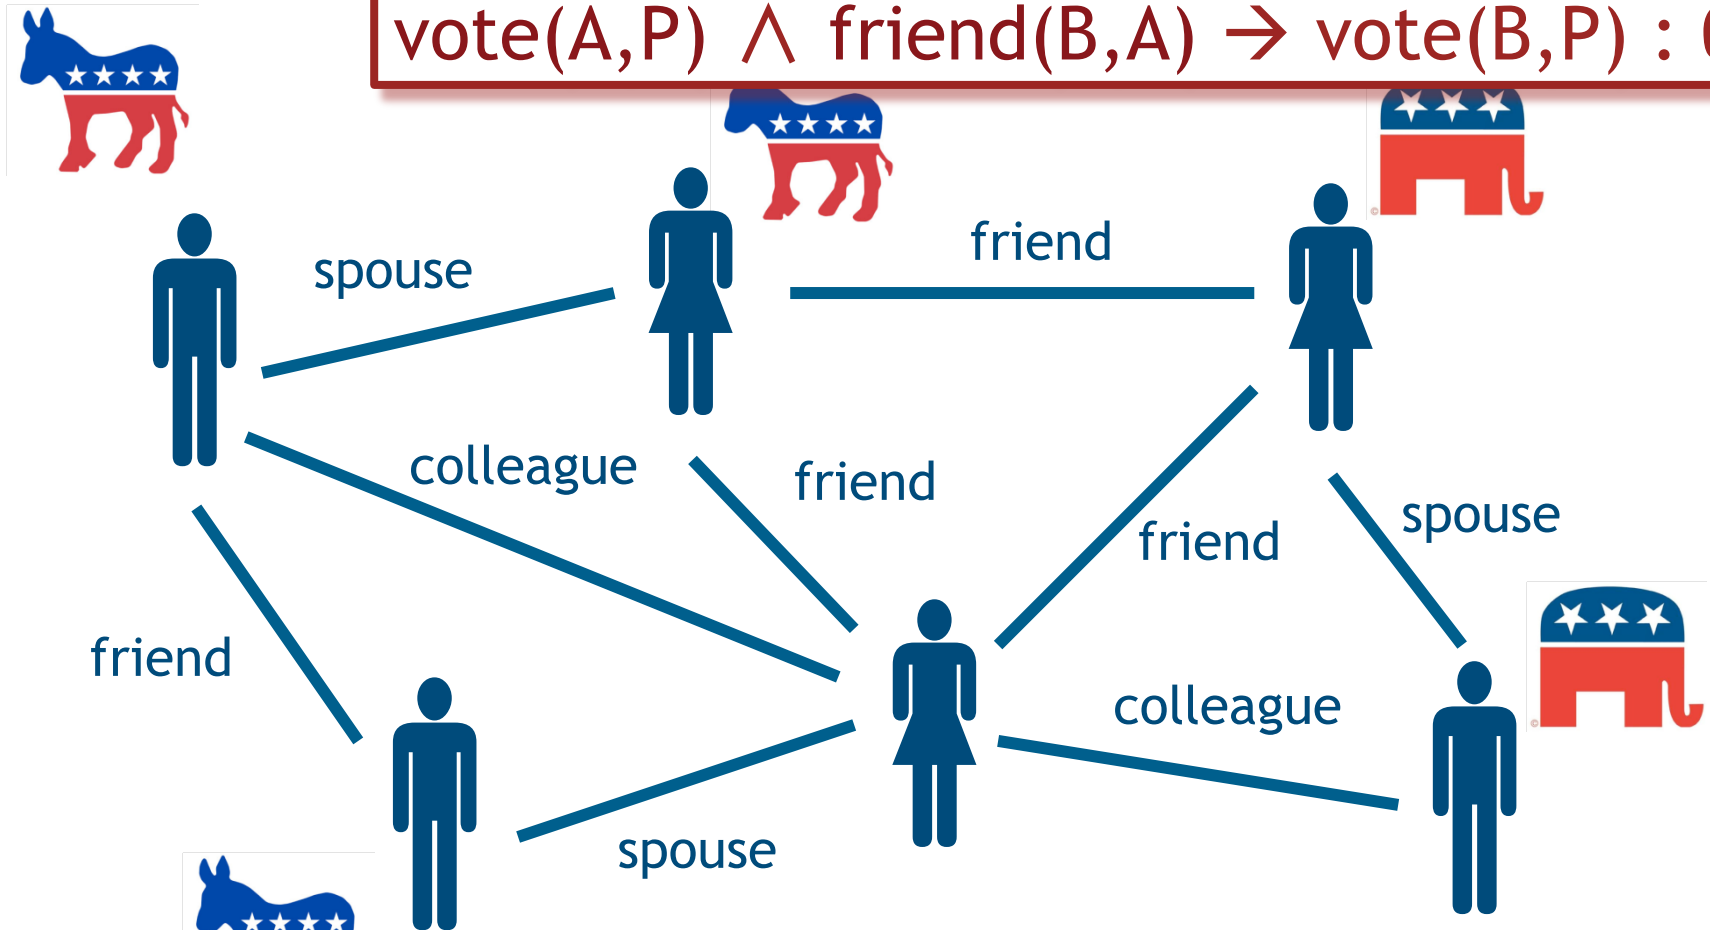 vote(A,P) ∧ friend(B,A) → vote(B,P) :
friend
spouse
colleague
friend
spouse
friend
friend
colleague
spouse
©
©